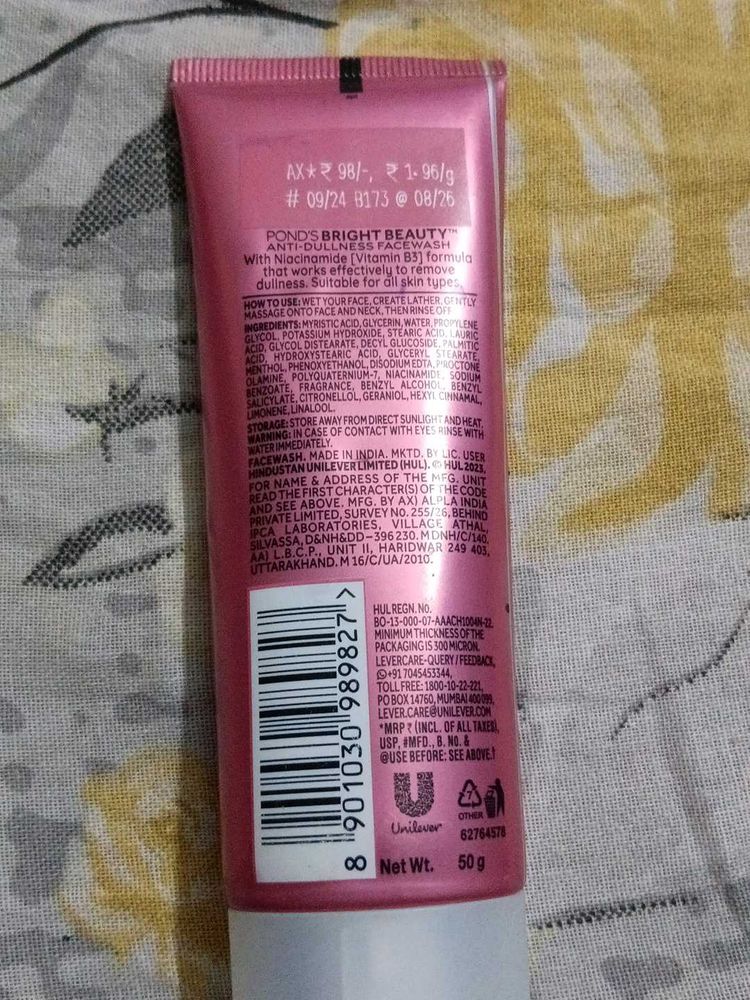 AX*₹ 98/-, ₹ 1.96/g
# 09/24 B173 @ 08/26
POND'S BRIGHT BEAUTY™
ANTI-DULLNESS FACEWASH
With Niacinamide [Vitamin B3] formula
that works effectively to remove
dullness. Suitable for all skin types.
HOW TO USE: WET YOUR FACE, CREATE LATHER, GENTLY
MASSAGE ONTO FACE AND NECK, THEN RINSE OFF
INGREDIENTS: MYRISTIC ACID, GLYCERIN, WATER, PROPYLENE
GLYCOL, POTASSIUM HYDROXIDE, STEARIC ACID, LAURIC
ACID, GLYCOL DISTEARATE, DECYL GLUCOSIDE, PALMITIC
ACID, HYDROXYSTEARIC ACID, GLYCERYL STEARATE,
MENTHOL, PHENOXYETHANOL, DISODIUM EDTA, PIROCTONE
OLAMINE, POLYQUATERNIUM-7, NIACINAMIDE, SODIUM
BENZOATE, FRAGRANCE, BENZYL ALCOHOL, BENZYL
SALICYLATE, CITRONELLOL, GERANIOL, HEXYL CINNAMAL,
LIMONENE, LINALOOL.
STORAGE: STORE AWAY FROM DIRECT SUNLIGHT AND HEAT.
WARNING: IN CASE OF CONTACT WITH EYES RINSE WITH
WATER IMMEDIATELY.
FACEWASH. MADE IN INDIA. MKTD. BY LIC. USER
HINDUSTAN UNILEVER LIMITED (HUL). © HUL 2023,
FOR NAME & ADDRESS OF THE MFG. UNIT
READ THE FIRST CHARACTER(S) OF THE CODE
AND SEE ABOVE. MFG. BY AX) ALPLA INDIA
PRIVATE LIMITED, SURVEY NO. 255/26, BEHIND
IPCA LABORATORIES, VILLAGE ATHAL,
SILVASSA, D&NH&DD-396 230. M DNH/C/140.
AA) L.B.C.P., UNIT II, HARIDWAR 249 403,
UTTARAKHAND. M 16/C/UA/2010.
8 901030 989827 >
HUL REGN. NO.
BO-13-000-07-AAACH1004N-22.
MINIMUM THICKNESS OF THE
PACKAGING IS 300 MICRON.
LEVERCARE-QUERY / FEEDBACK,
+91 7045453344,
TOLL FREE: 1800-10-22-221,
PO BOX 14760, MUMBAI 400 099,
LEVER.CARE@UNILEVER.COM
*MRP ₹ (INCL. OF ALL TAXES),
USP, #MFD., B. NO. &
@USE BEFORE: SEE ABOVE.†
Unilever
7
OTHER
62764578
Net Wt. 50 g